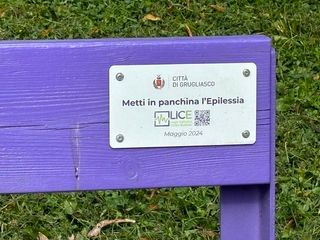 CITTÀ
DI GRUGLIASCO
Metti in panchina l'Epilessia
LICE
Maggio 2024